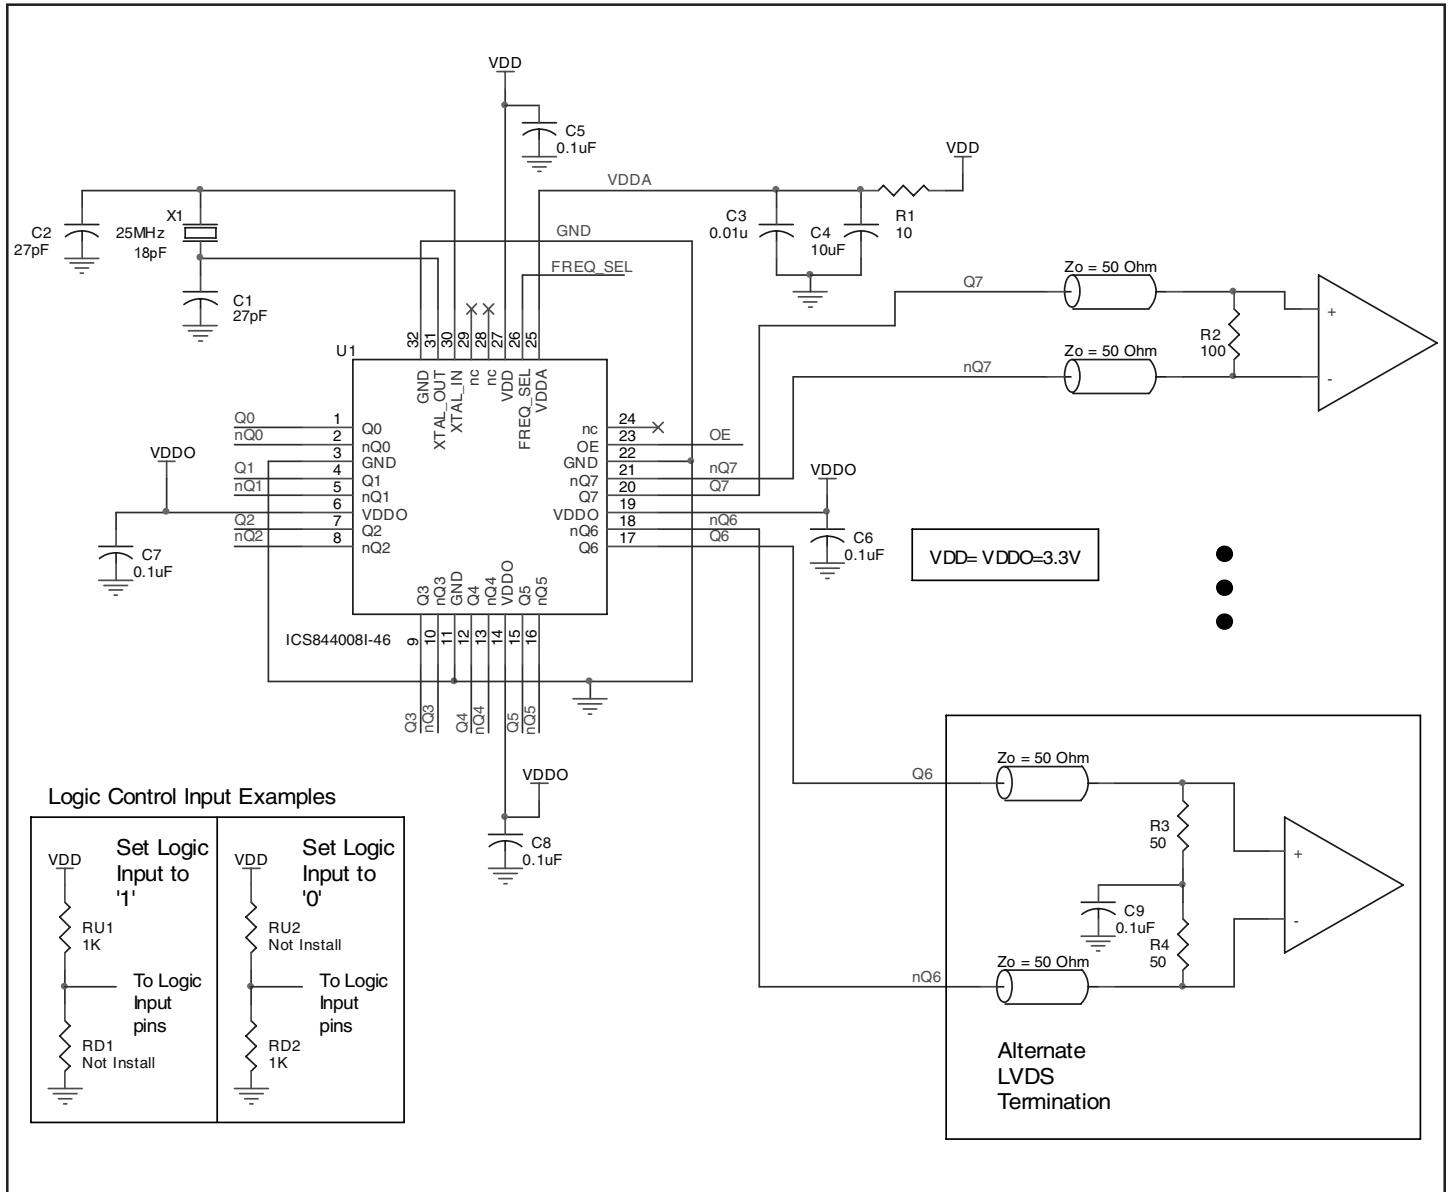 VDD
C5
0.1uF
VDDA
VDD
C3
0.01u
C4
10uF
R1
10
X1
25MHz
18pF
C2
27pF
C1
27pF
GND
FREQ_SEL
U1
32
31
30
29
28
27
26
25
GND
XTAL_OUT
XTAL_IN
nc
nc
VDD
FREQ_SEL
VDDA
Q0 1 Q0
nQ0 2 nQ0
3 GND
Q1 4 Q1
nQ1 5 nQ1
6 VDDO
Q2 7 Q2
nQ2 8 nQ2
VDDO
C7
0.1uF
nc 24
OE 23 OE
GND 22
nQ7 21 nQ7
Q7 20 Q7
VDDO 19
nQ6 18 nQ6
Q6 17 Q6
VDDO
C6
0.1uF
Q3
nQ3
GND
Q4
nQ4
VDDO
Q5
nQ5
ICS844008I-46
9
10
11
12
13
14
15
16
Q3
nQ3
Q4
nQ4
Q5
nQ5
VDDO
C8
0.1uF
Q7
Zo = 50 Ohm
nQ7
Zo = 50 Ohm
R2
100
+
-
VDD= VDDO=3.3V
Q6
Zo = 50 Ohm
R3
50
C9
0.1uF
R4
50
nQ6
Zo = 50 Ohm
+
-
Alternate
LVDS
Termination
Logic Control Input Examples
VDD
Set Logic
Input to
'1'
RU1
1K
To Logic
Input
pins
RD1
Not Install
VDD
Set Logic
Input to
'0'
RU2
Not Install
To Logic
Input
pins
RD2
1K